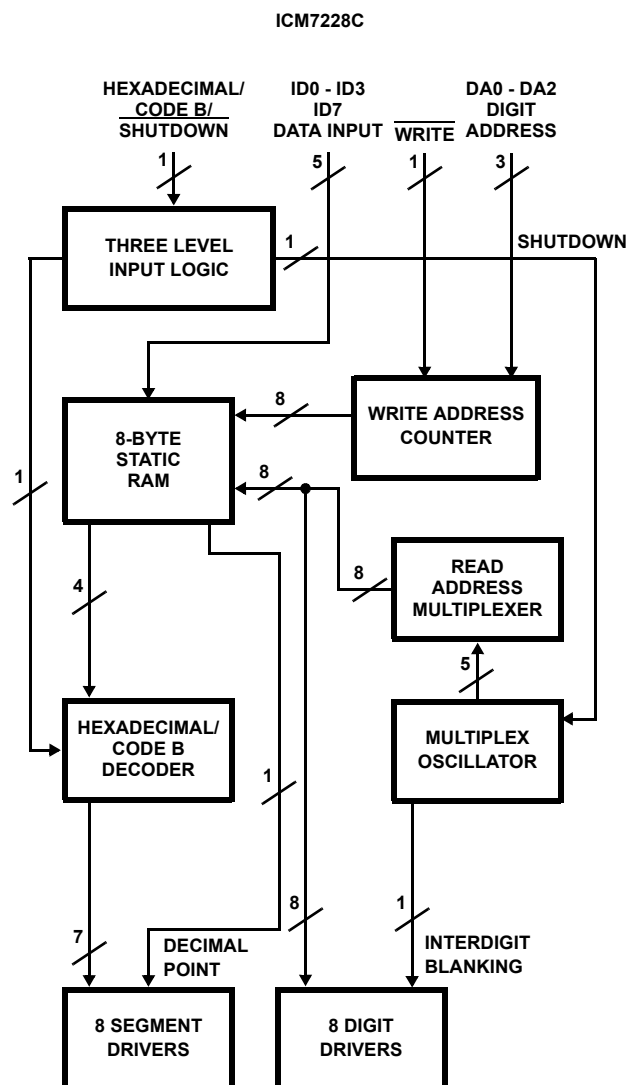 ICM7228C
HEXADECIMAL/
CODE B/
SHUTDOWN
ID0 - ID3
ID7
DATA INPUT
WRITE
DA0 - DA2
DIGIT
ADDRESS
1
5
1
3
THREE LEVEL
INPUT LOGIC
1
SHUTDOWN
8-BYTE
STATIC
RAM
8
WRITE ADDRESS
COUNTER
1
8
4
8
READ
ADDRESS
MULTIPLEXER
5
HEXADECIMAL/
CODE B
DECODER
1
MULTIPLEX
OSCILLATOR
7
DECIMAL
POINT
8
1
INTERDIGIT
BLANKING
8 SEGMENT
DRIVERS
8 DIGIT
DRIVERS